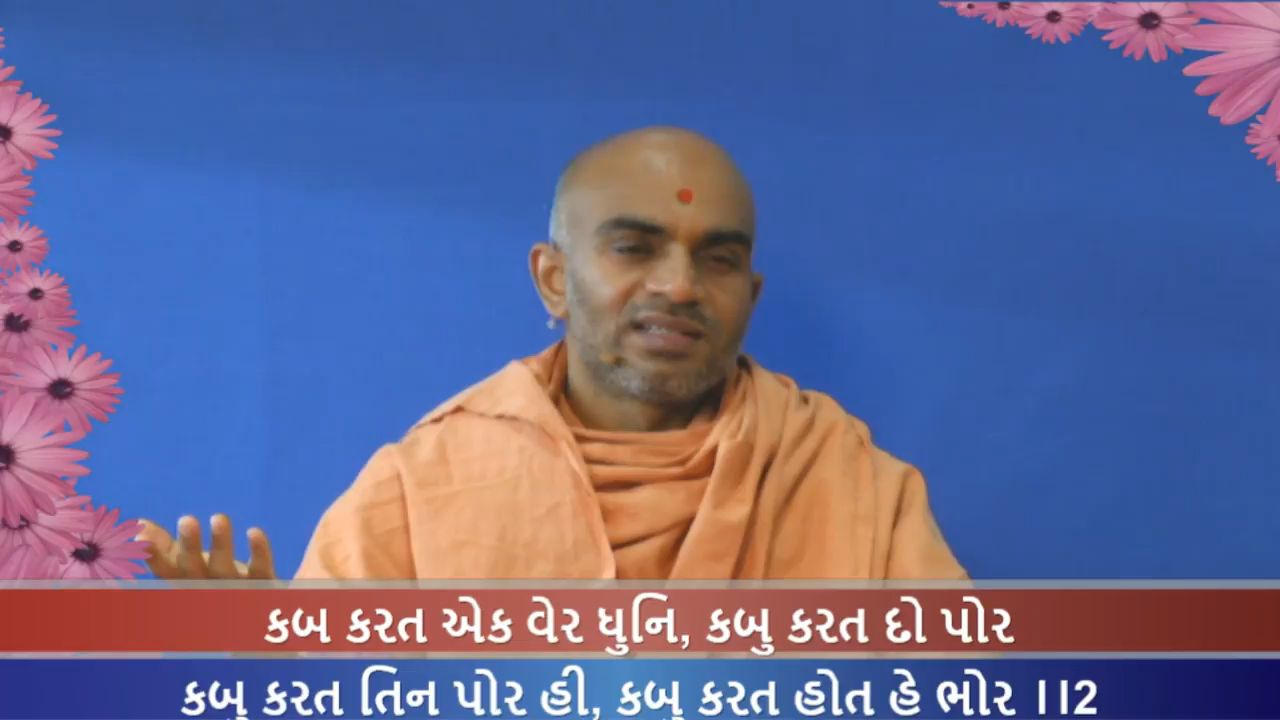 કબ કરત એક વેર ધુનિ, કબુ કરત દો પોર
કબુ કરત તિન પોર હી, કબુ કરત હોત હે ભોર ।।2